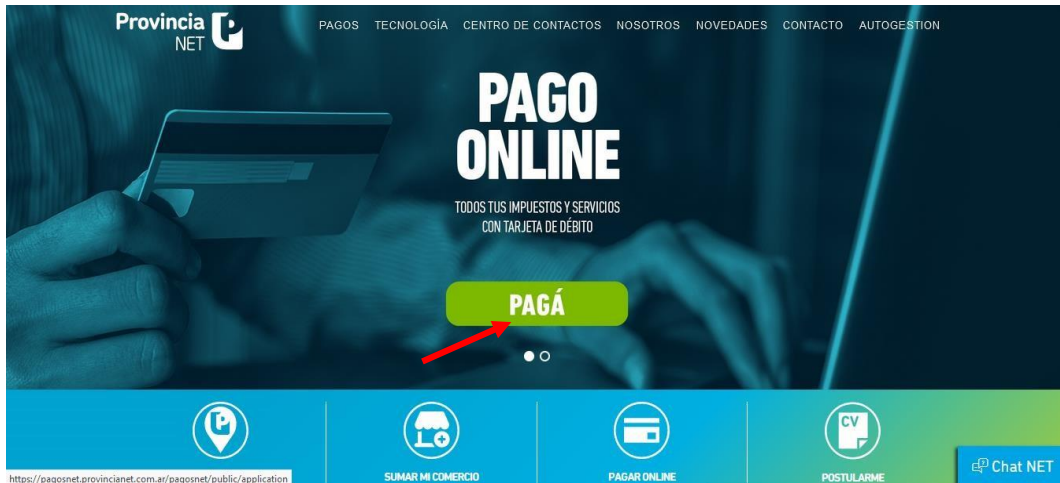 Provincia
NET
PAGOS TECNOLOGÍA CENTRO DE CONTACTOS NOSOTROS NOVEDADES CONTACTO AUTOGESTION
PAGO
ONLINE
TODOS TUS IMPUESTOS Y SERVICIOS
CON TARJETA DE DÉBITO
PAGÁ
CV
SUMAR MI COMERCIO
PAGAR ONLINE
POSTULARME
Chat NET
https://pagosnet.provincianet.com.ar/pagosnet/public/application